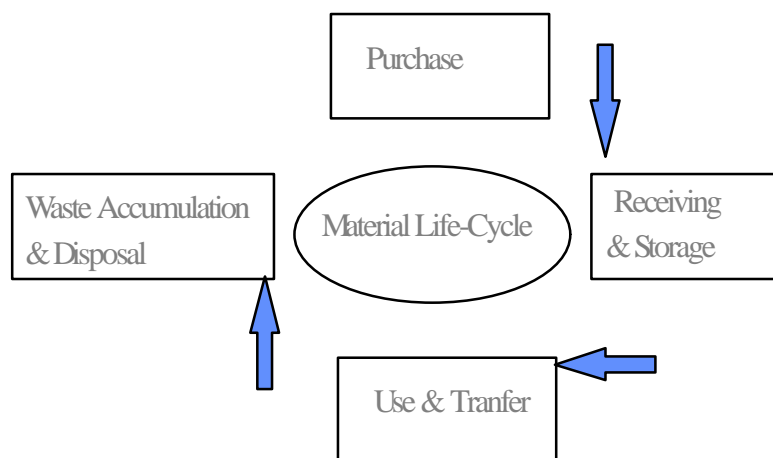 Purchase
Waste Accumulation
& Disposal
Material Life-Cycle
Receiving
& Storage
Use & Tranfer